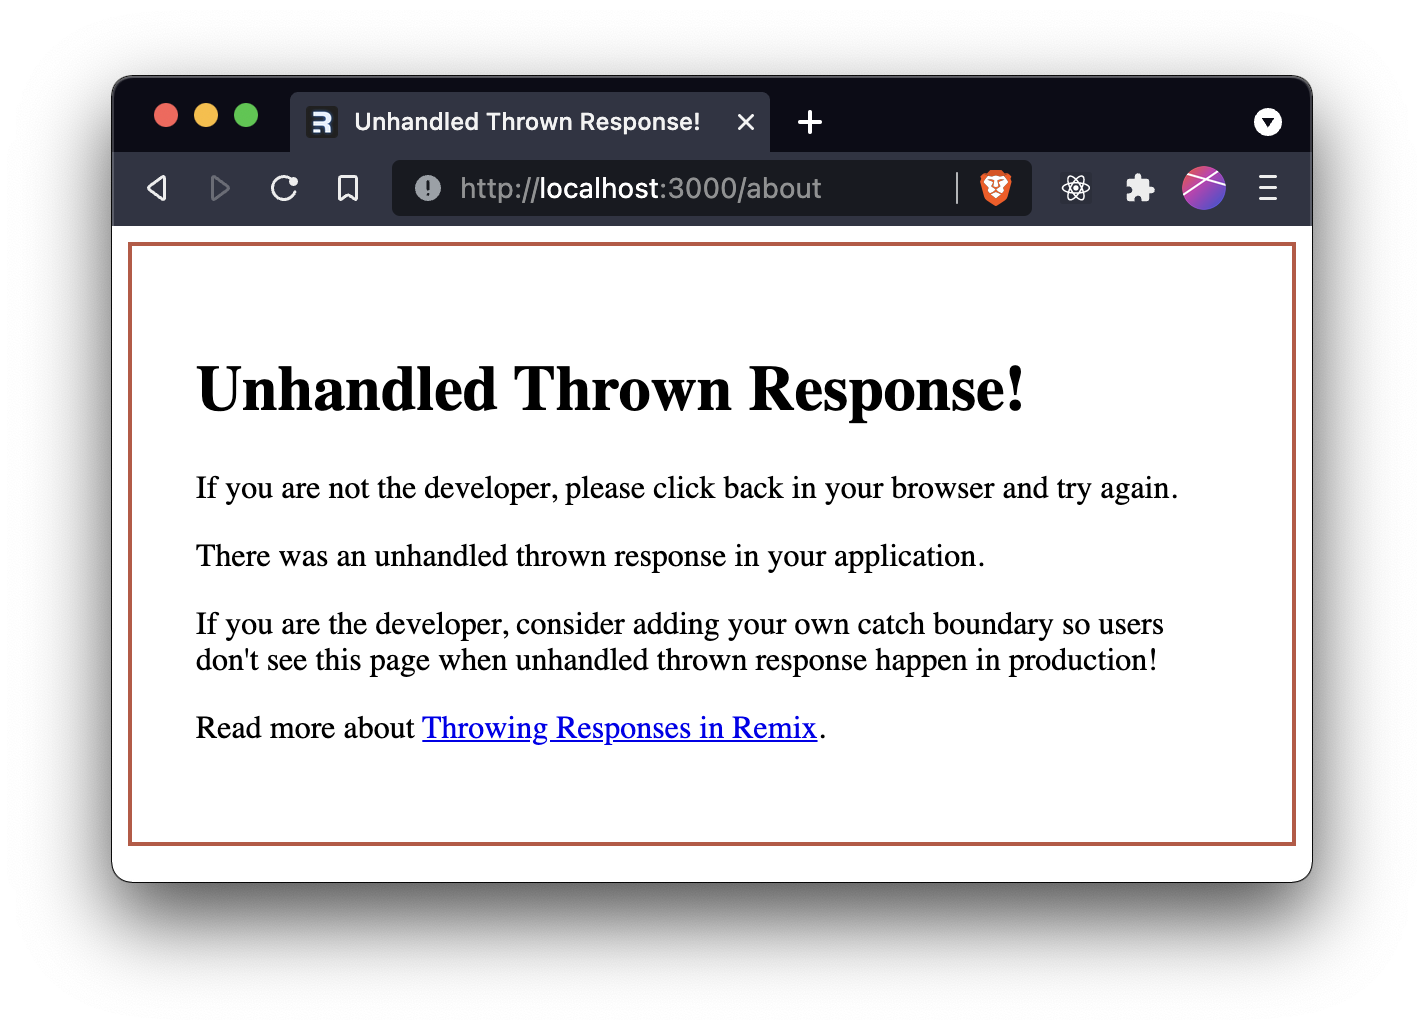 Unhandled Thrown Response!
http://localhost:3000/about
Unhandled Thrown Response!
If you are not the developer, please click back in your browser and try again.
There was an unhandled thrown response in your application.
If you are the developer, consider adding your own catch boundary so users
don't see this page when unhandled thrown response happen in production!
Read more about Throwing Responses in Remix.